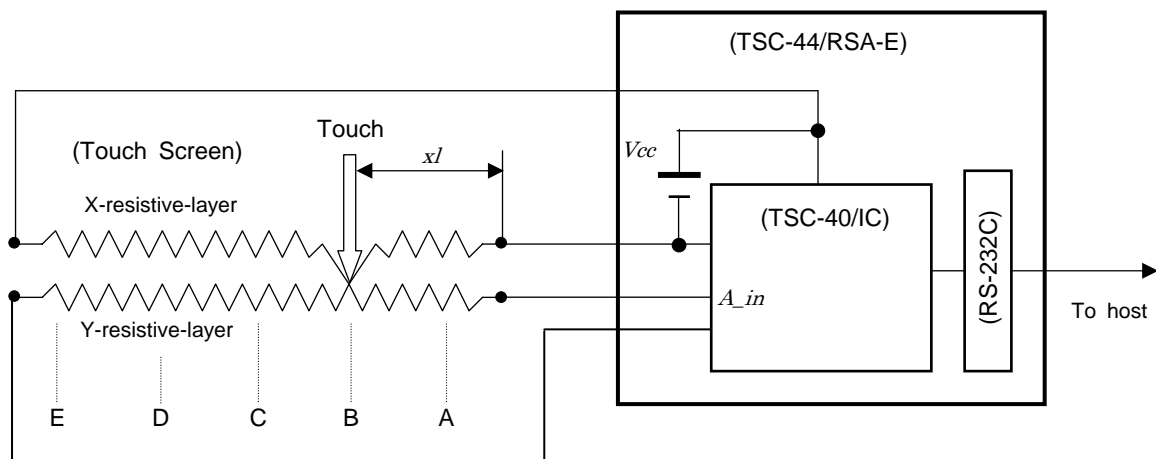 (TSC-44/RSA-E)
Touch
(Touch Screen)
xl
Vcc
X-resistive-layer
(TSC-40/IC)
(RS-232C)
A_in
To host
Y-resistive-layer
E D C B A